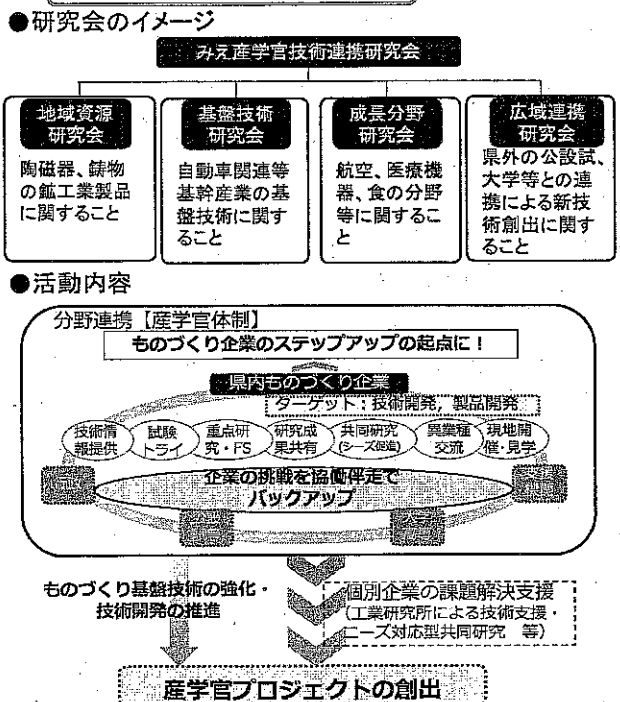 ●研究会のイメージ
みえ産学官技術連携研究会
地域資源
研究会
陶磁器、鋳物
の鉱工業製品
に関すること
基盤技術
研究会
自動車関連等
基幹産業の基
盤技術に関す
ること
成長分野
研究会
航空、医療機
器、食の分野
等に関するこ
と
広域連携
研究会
県外の公設試、
大学等との連
携による新技
術創出に関す
ること
●活動内容
分野連携【産学官体制】
ものづくり企業のステップアップの起点に！
県内ものづくり企業
ターゲット：技術開発，製品開発
技術情
報提供
試験
トライ
重点研
究・FS
研究成
果共有
共同研究
異業種
交流
現地開
催・見学
企業の挑戦を協働伴走で
バックアップ
ものづくり基盤技術の強化・
技術開発の推進
個別企業の課題解決支援
(工業研究所による技術支援・
ニーズ対応型共同研究　等)
産学官プロジェクトの創出